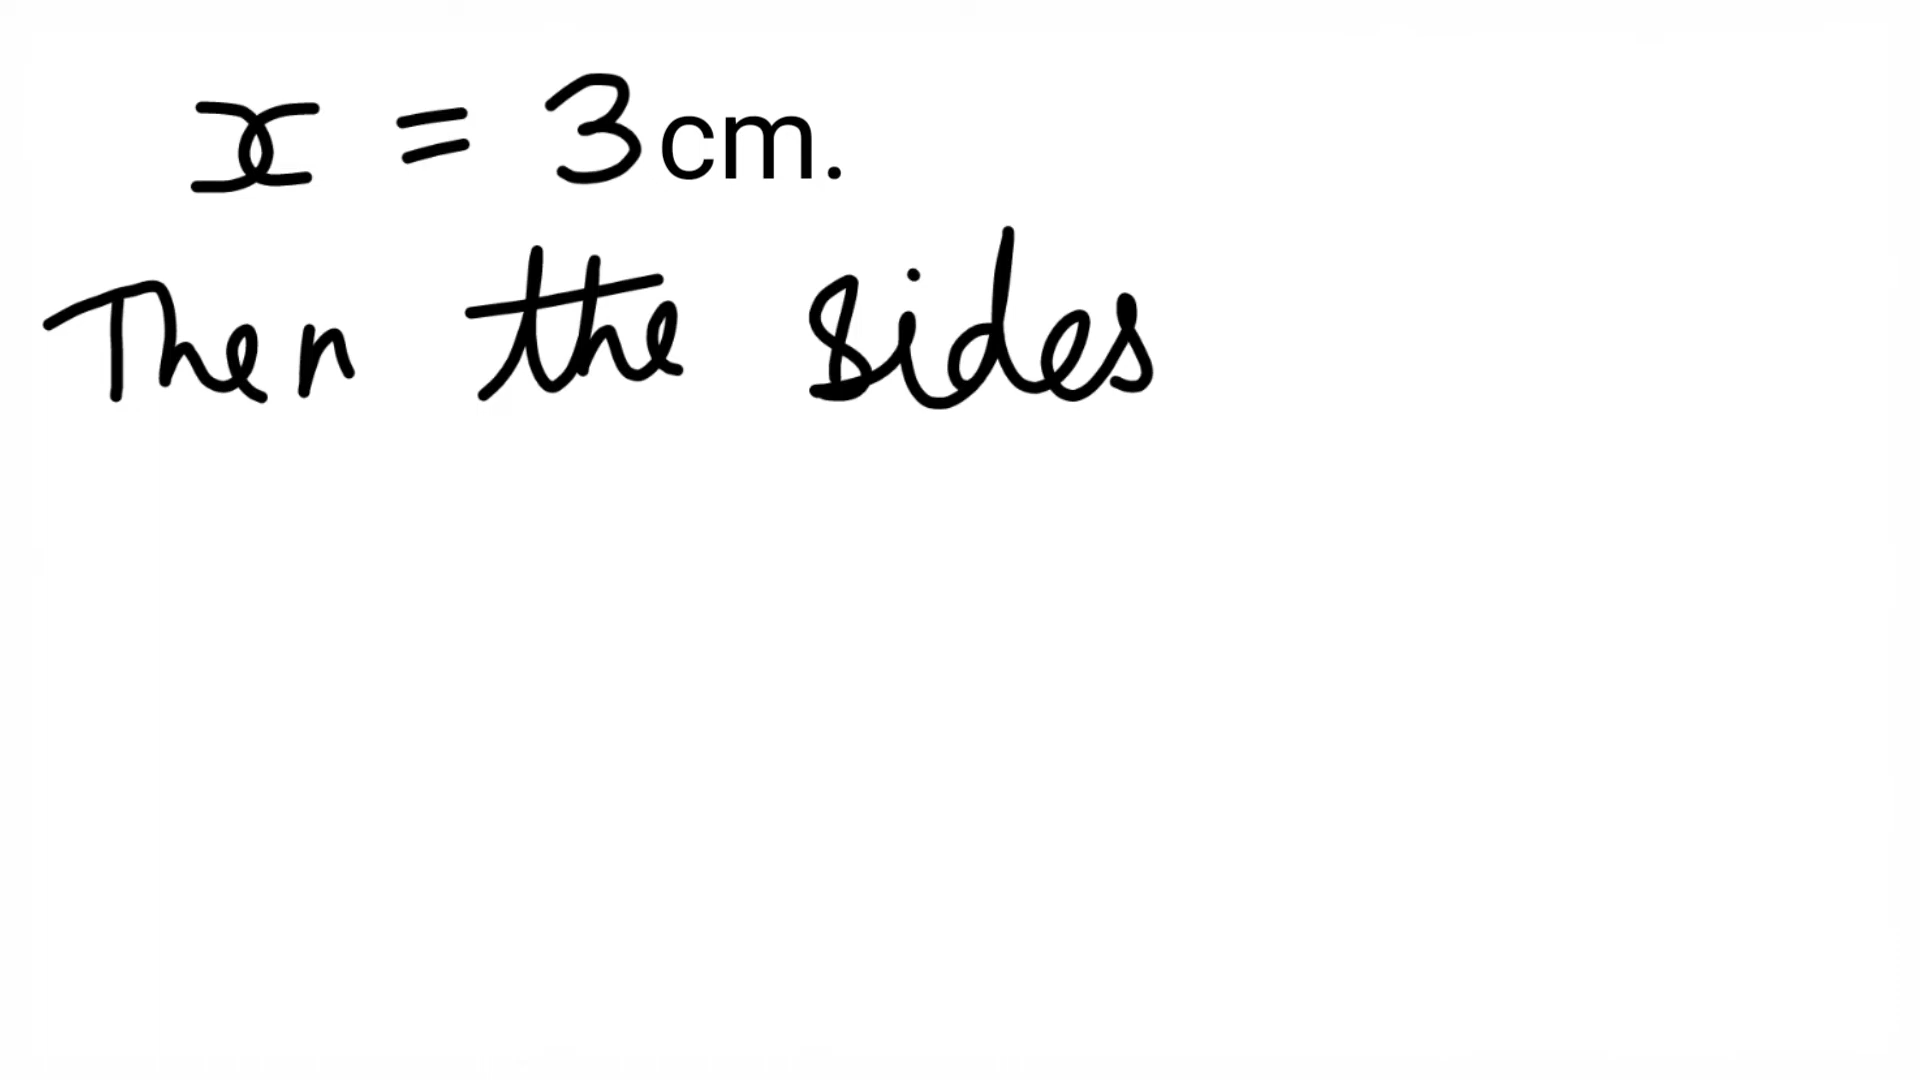 x = 3cm.
Then the sides